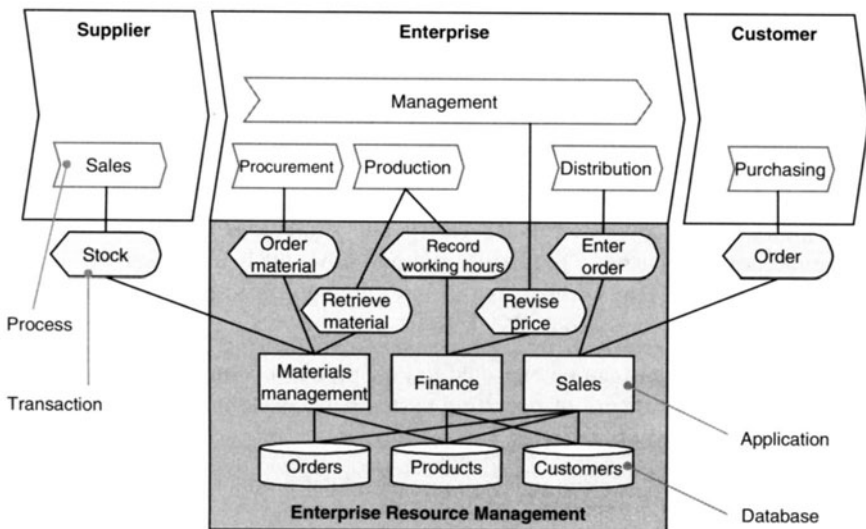 Supplier
Enterprise
Customer
Management
Sales
Procurement
Production
Distribution
Purchasing
Stock
Order
material
Record
working hours
Enter
order
Order
Retrieve
material
Revise
price
Process
Materials
management
Finance
Sales
Transaction
Application
Orders
Products
Customers
Enterprise Resource Management
Database